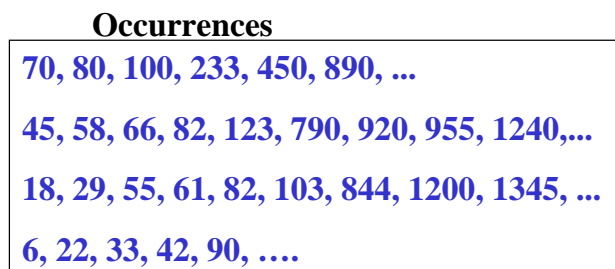 Occurrences
70, 80, 100, 233, 450, 890, ...
45, 58, 66, 82, 123, 790, 920, 955, 1240,...
18, 29, 55, 61, 82, 103, 844, 1200, 1345, ...
6, 22, 33, 42, 90, ....